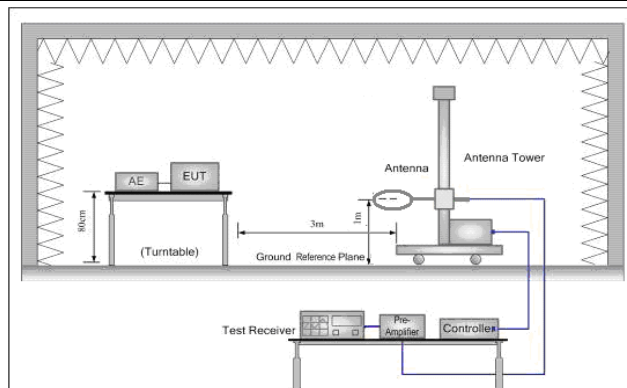 Antenna
Antenna Tower
AE
EUT
80cm
(Turntable)
3m
1m
Ground Reference Plane
Test Receiver
Pre-
Amplifier
Controller